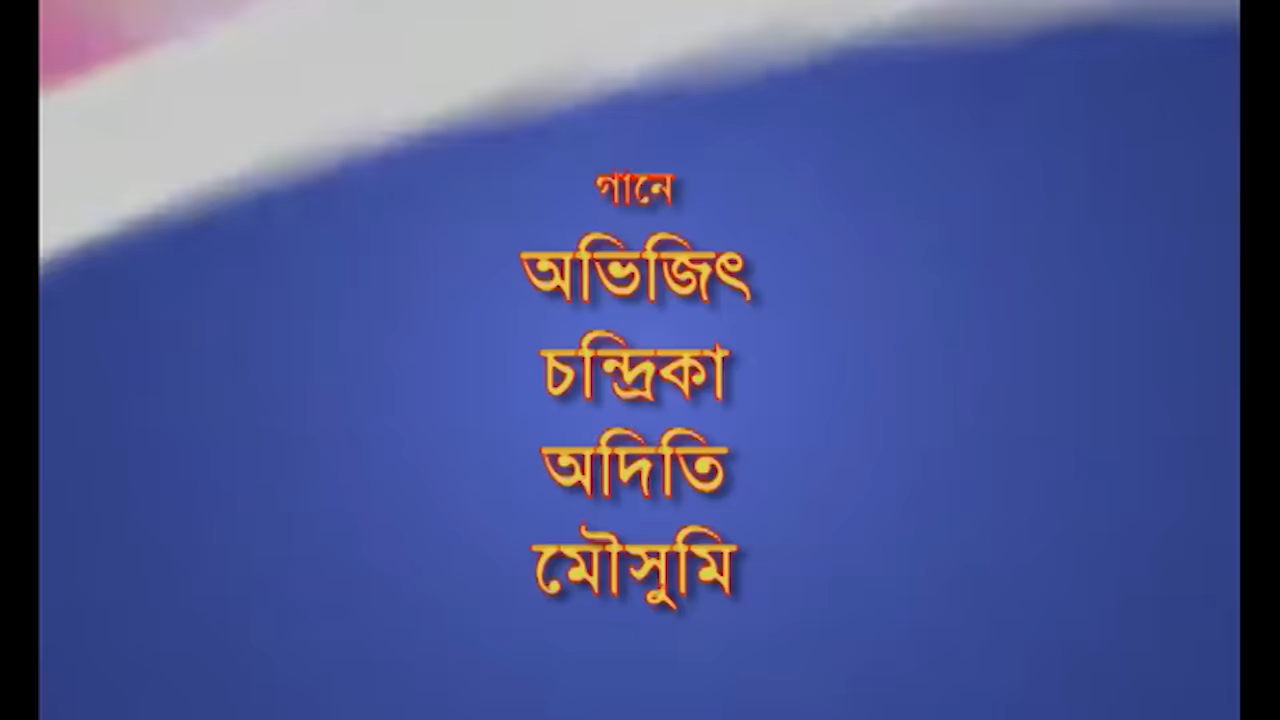 গানে
অভিজিৎ
চন্দ্রিকা
অদিতি
মৌসুমি